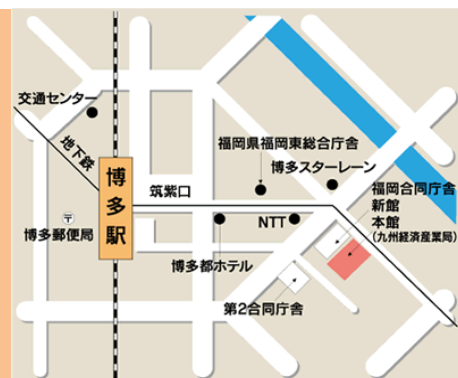 交通センター
地下鉄
福岡県福岡東総合庁舎
博多スターレーン
博多駅
筑紫口
福岡合同庁舎
新館
本館
(九州経済産業局)
〒
博多郵便局
NTT
博多都ホテル
第2合同庁舎